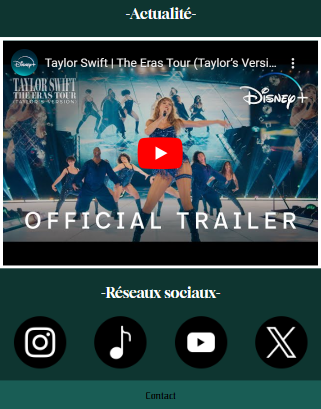 -Actualité-
Taylor Swift | The Eras Tour (Taylor's Versi...
Disney+
TAYLOR SWIFT
THE ERAS TOUR
(TAYLOR'S VERSION)
Disney+
OFFICIAL TRAILER
-Réseaux sociaux-
Contact